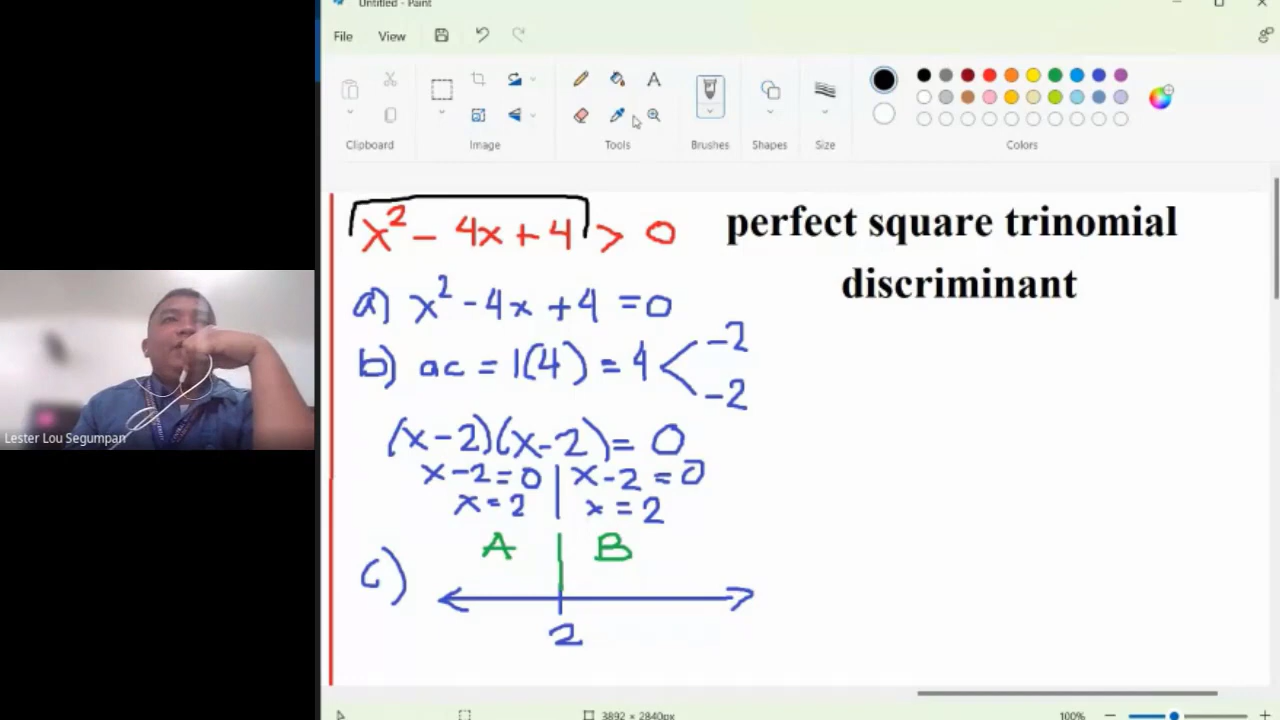 Untitled - Paint
File View
Clipboard Image Tools Brushes Shapes Size Colors
x² - 4x + 4 > 0
perfect square trinomial
discriminant
a) x² - 4x + 4 = 0
b) ac = 1(4) = 4 < -2
-2
(x-2)(x-2) = 0
x-2=0 | x-2=0
x=2 | x=2
A | B
c)
2
Lester Lou Segumpan
3892 × 2840px
100%